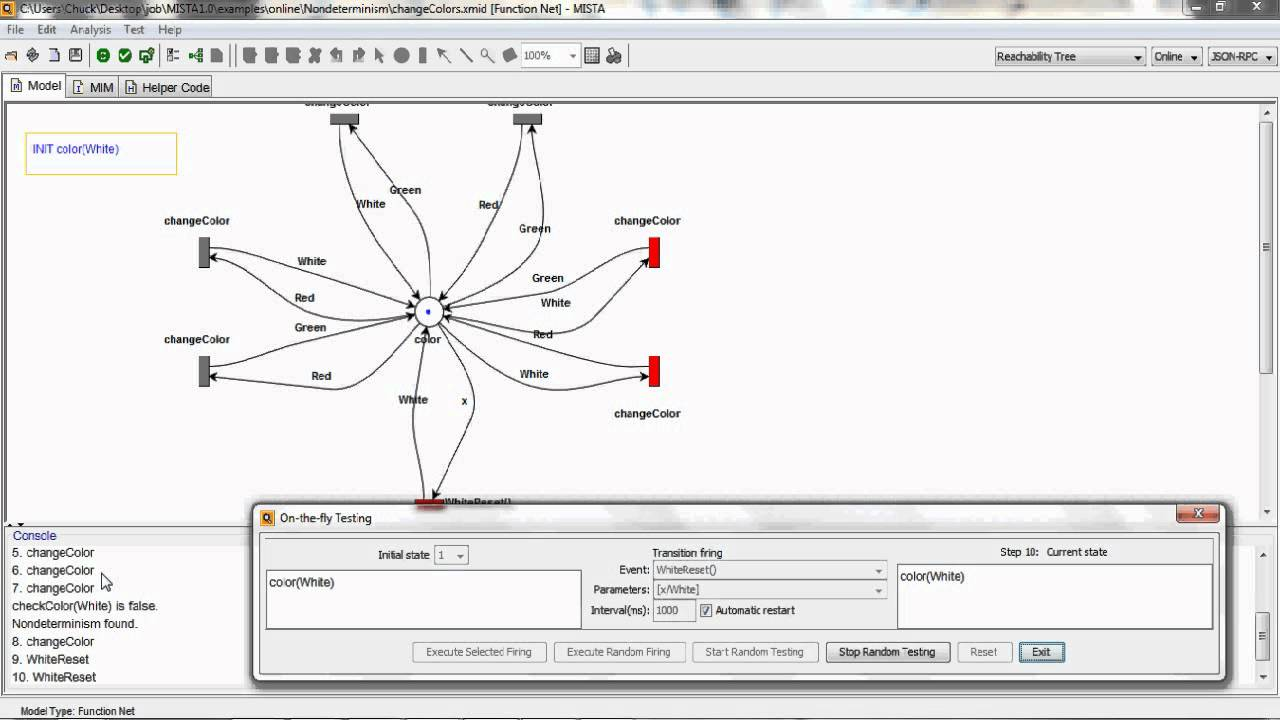 C:\Users\Chuck\Desktop\job\MISTA1.0\examples\online\Nondeterminism\changeColors.xmid [Function Net] - MISTA
File Edit Analysis Test Help
100% Reachability Tree Online JSON-RPC
Model MIM Helper Code
changeColor changeColor
INIT color(White)
Green
White Red
changeColor changeColor
Green
White
Green
Red White
Green Red
changeColor color
Red White
White x
changeColor
WhiteReset()
Console
5. changeColor
6. changeColor
7. changeColor
checkColor(White) is false.
Nondeterminism found.
8. changeColor
9. WhiteReset
10. WhiteReset
On-the-fly Testing
Initial state 1
color(White)
Transition firing
Event: WhiteReset()
Parameters: [x/White]
Interval(ms): 1000 Automatic restart
Step 10: Current state
color(White)
Execute Selected Firing Execute Random Firing Start Random Testing Stop Random Testing Reset Exit
Model Type: Function Net